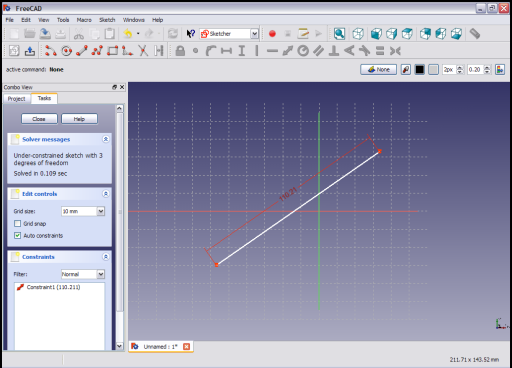 FreeCAD
File Edit View Tools Macro Sketch Windows Help
Sketcher
active command: None
None
2px
0.20
Combo View
Project Tasks
Close Help
Solver messages
Under-constrained sketch with 3
degrees of freedom
Solved in 0.109 sec
Edit controls
Grid size: 10 mm
Grid snap
Auto constraints
Constraints
Filter: Normal
Constraint1 (110.211)
110.21
Unnamed : 1*
211.71 x 143.52 mm